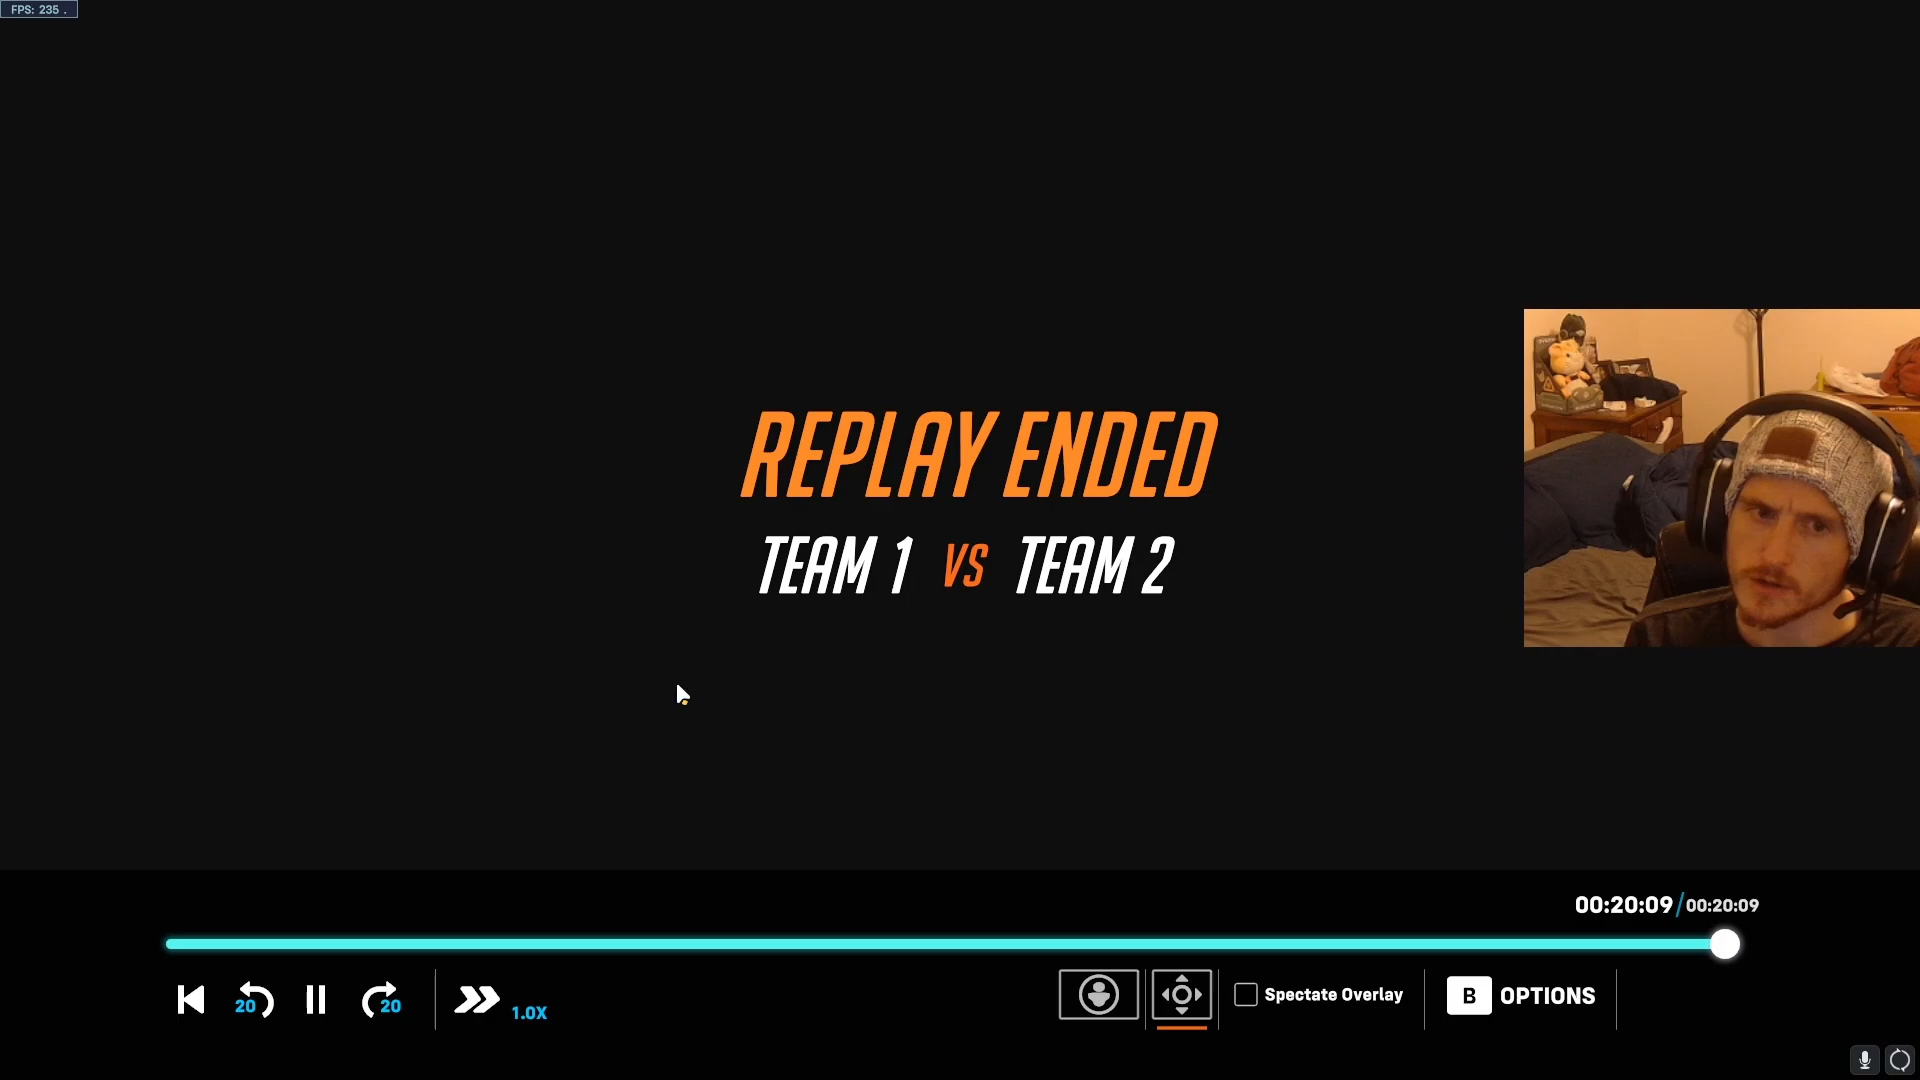 FPS: 235 .
REPLAY ENDED
TEAM 1 VS TEAM 2
00:20:09/00:20:09
20
20
1.0X
Spectate Overlay
B OPTIONS